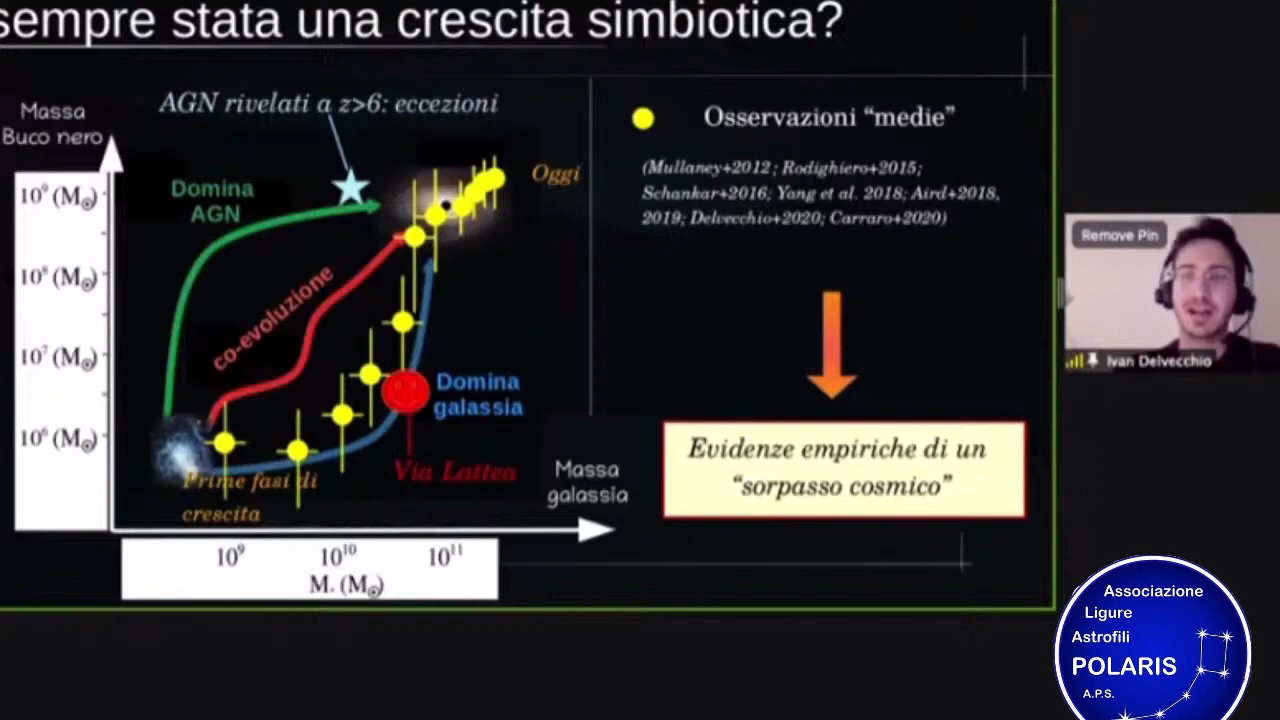 sempre stata una crescita simbiotica?
Massa
Buco nero
AGN rivelati a z>6: eccezioni
Oggi
Domina
AGN
co-evoluzione
Domina
galassia
Via Lattea
Prime fasi di
crescita
10⁹ (M☉)
10⁸ (M☉)
10⁷ (M☉)
10⁶ (M☉)
Massa
galassia
10⁹ 10¹⁰ 10¹¹
M. (M☉)
Osservazioni “medie”
(Mullaney+2012; Rodighiero+2015;
Schankar+2016; Yang et al. 2018; Aird+2018,
2019; Delvecchio+2020; Carraro+2020)
Evidenze empiriche di un
“sorpasso cosmico”
Remove Pin
Ivan Delvecchio
Associazione
Ligure
Astrofili
POLARIS
A.P.S.